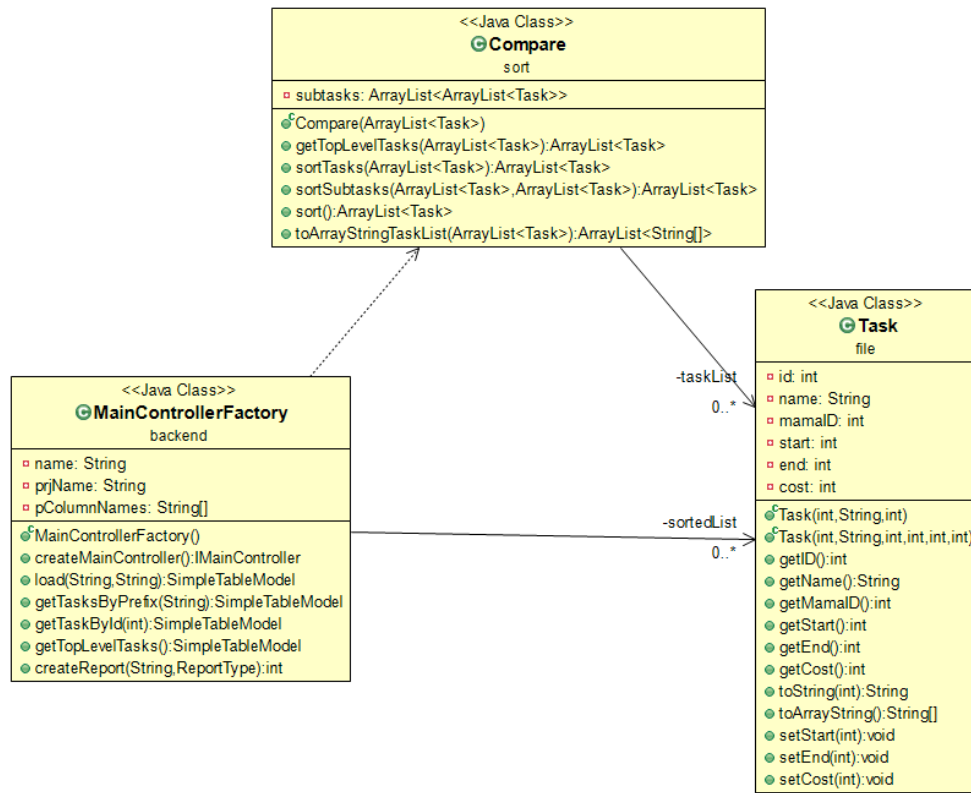 <<Java Class>>
Compare
sort
subtasks: ArrayList<ArrayList<Task>>
Compare(ArrayList<Task>)
getTopLevelTasks(ArrayList<Task>):ArrayList<Task>
sortTasks(ArrayList<Task>):ArrayList<Task>
sortSubtasks(ArrayList<Task>,ArrayList<Task>):ArrayList<Task>
sort():ArrayList<Task>
toArrayStringTaskList(ArrayList<Task>):ArrayList<String[]>
-taskList
0..*
<<Java Class>>
MainControllerFactory
backend
name: String
prjName: String
pColumnNames: String[]
MainControllerFactory()
createMainController():IMainController
load(String,String):SimpleTableModel
getTasksByPrefix(String):SimpleTableModel
getTaskById(int):SimpleTableModel
getTopLevelTasks():SimpleTableModel
createReport(String,ReportType):int
-sortedList
0..*
<<Java Class>>
Task
file
id: int
name: String
mamaID: int
start: int
end: int
cost: int
Task(int,String,int)
Task(int,String,int,int,int,int)
getID():int
getName():String
getMamaID():int
getStart():int
getEnd():int
getCost():int
toString(int):String
toArrayString():String[]
setStart(int):void
setEnd(int):void
setCost(int):void